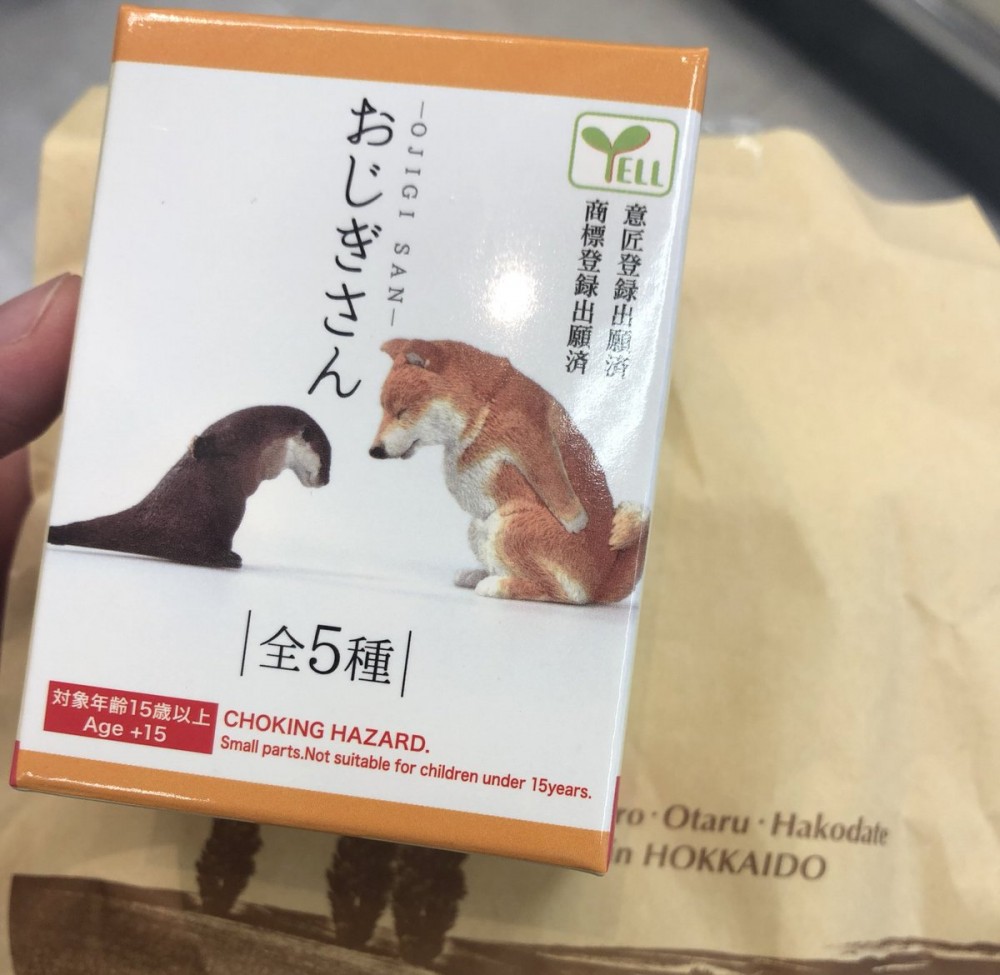 おじぎさん
—OJIGI SAN—
YELL
意匠登録出願済
商標登録出願済
全5種
対象年齢15歳以上
Age +15
CHOKING HAZARD.
Small parts.Not suitable for children under 15years.
ro・Otaru・Hakodate
n HOKKAIDO